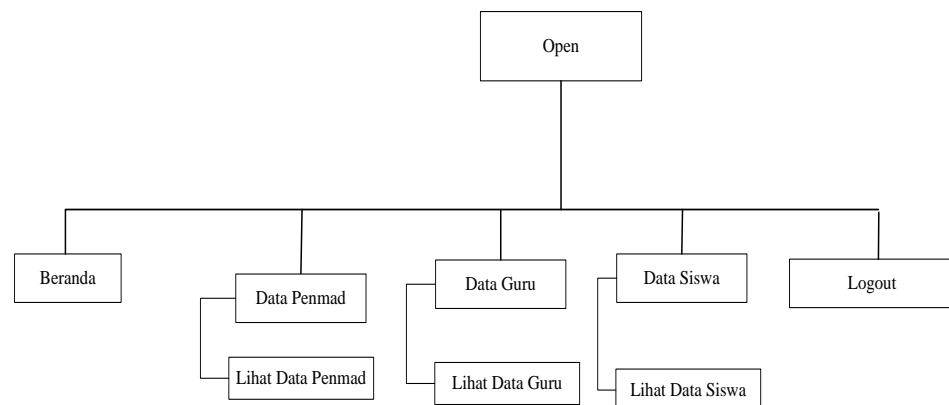 Open
Beranda
Data Penmad
Data Guru
Data Siswa
Logout
Lihat Data Penmad
Lihat Data Guru
Lihat Data Siswa